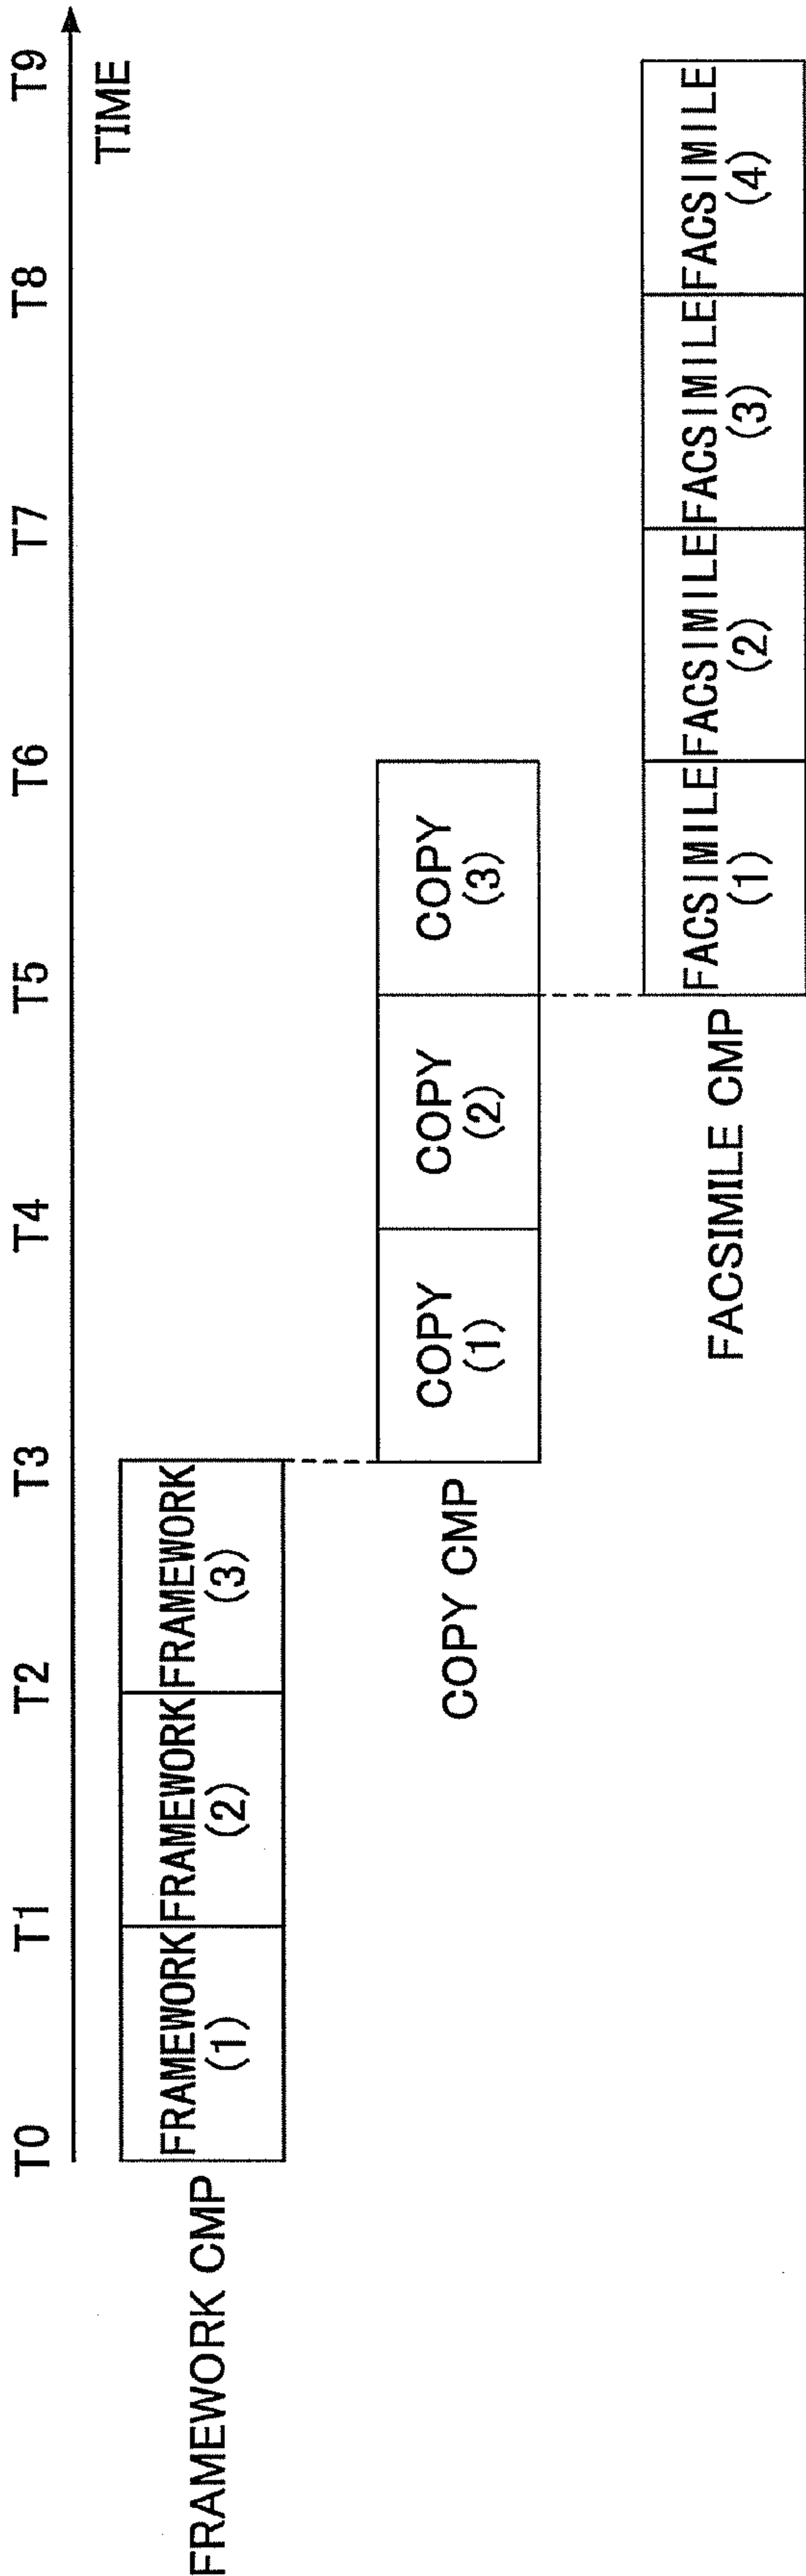 T0 T1 T2 T3 T4 T5 T6 T7 T8 T9
TIME
FRAMEWORK CMP
FRAMEWORK FRAMEWORK FRAMEWORK
(1) (2) (3)
COPY CMP
COPY COPY COPY
(1) (2) (3)
FACSIMILE CMP
FACSIMILE FACSIMILE FACSIMILE FACSIMILE
(1) (2) (3) (4)